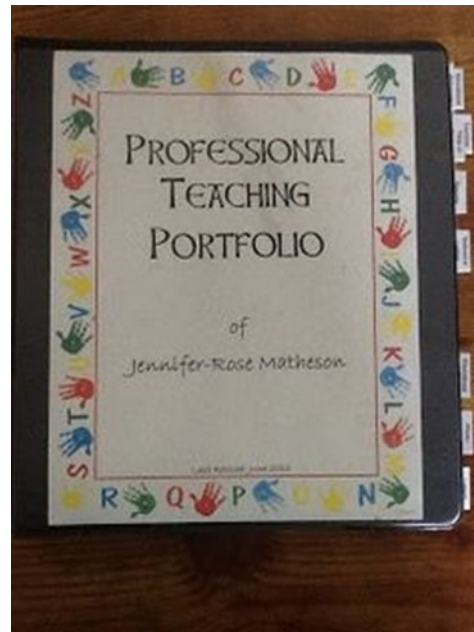 A B C D E
F
G
H
I
J
K
L
M
N
O
P
Q
R
S
T
U
V
W
X
Y
Z
PROFESSIONAL
TEACHING
PORTFOLIO
of
Jennifer-Rose Matheson